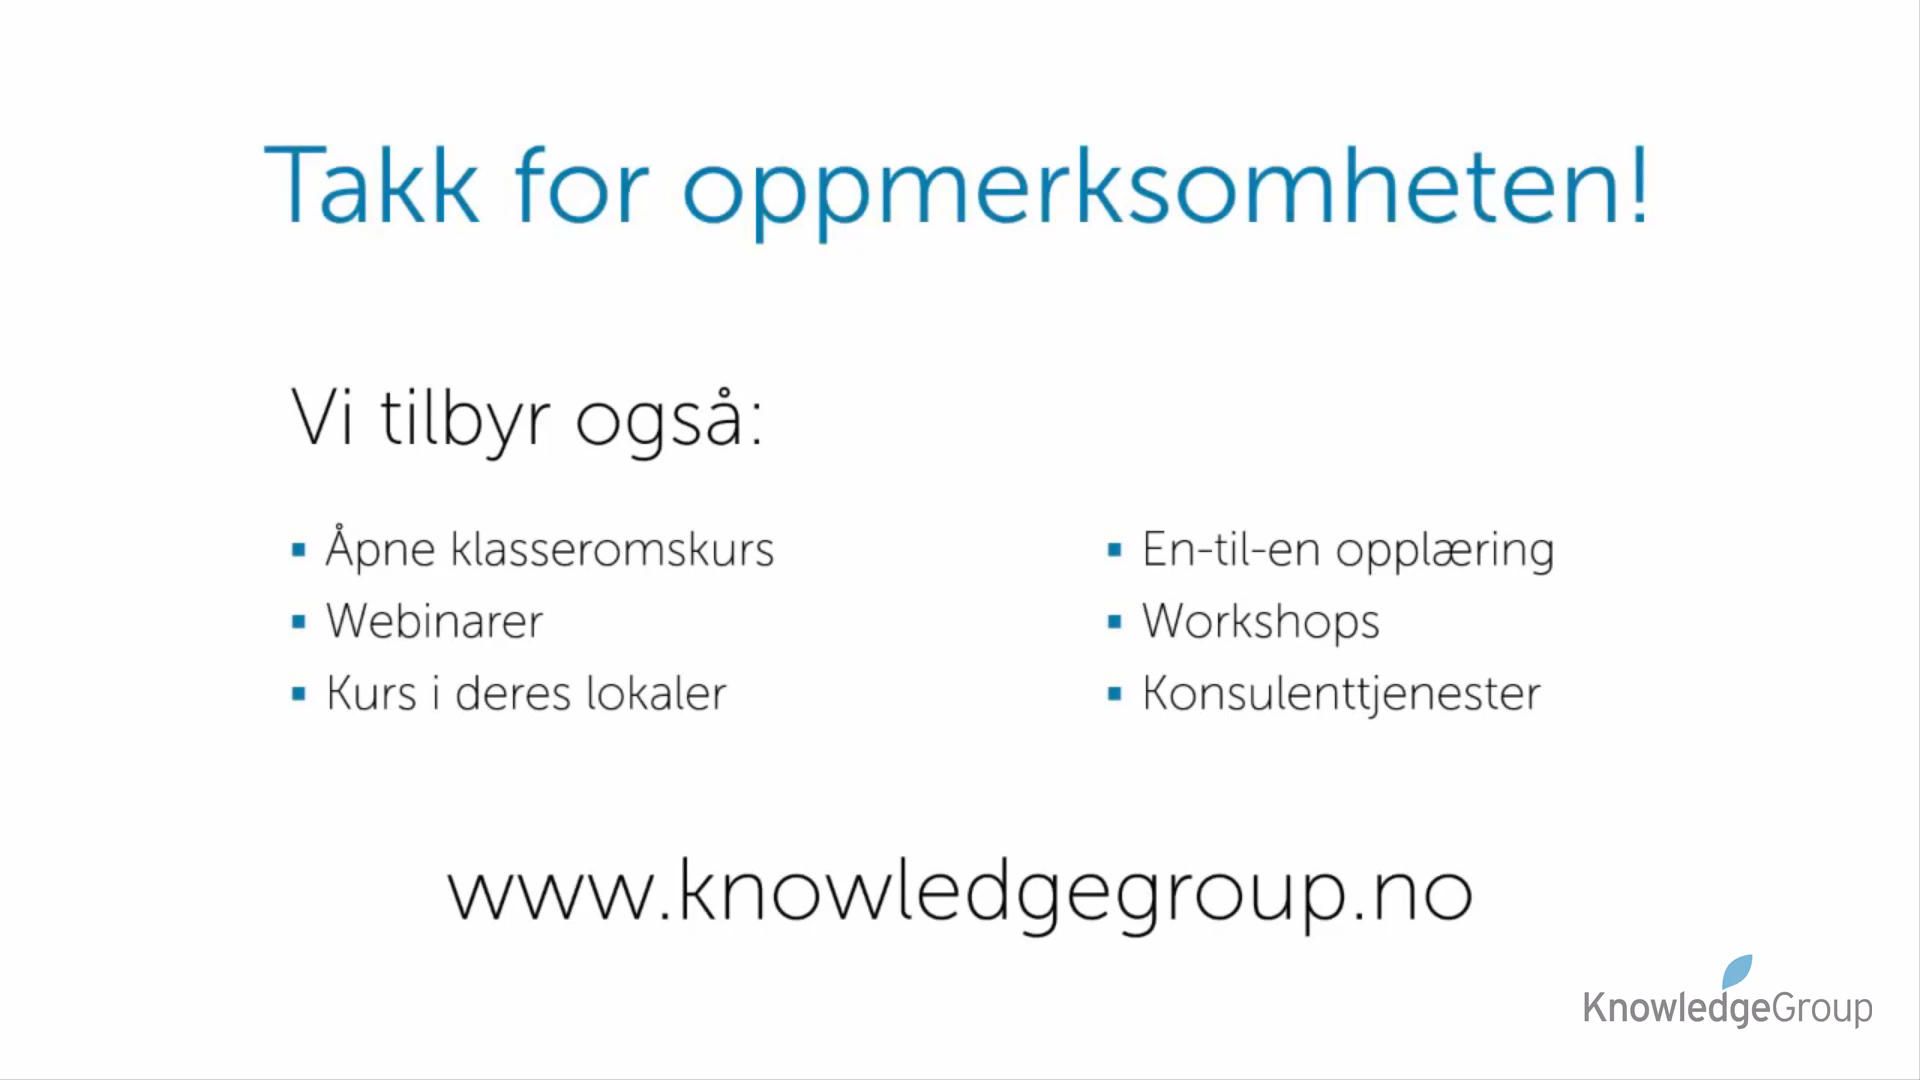 Takk for oppmerksomheten!
Vi tilbyr også:
▪ Åpne klasseromskurs
▪ Webinarer
▪ Kurs i deres lokaler
▪ En-til-en opplæring
▪ Workshops
▪ Konsulenttjenester
www.knowledgegroup.no
KnowledgeGroup